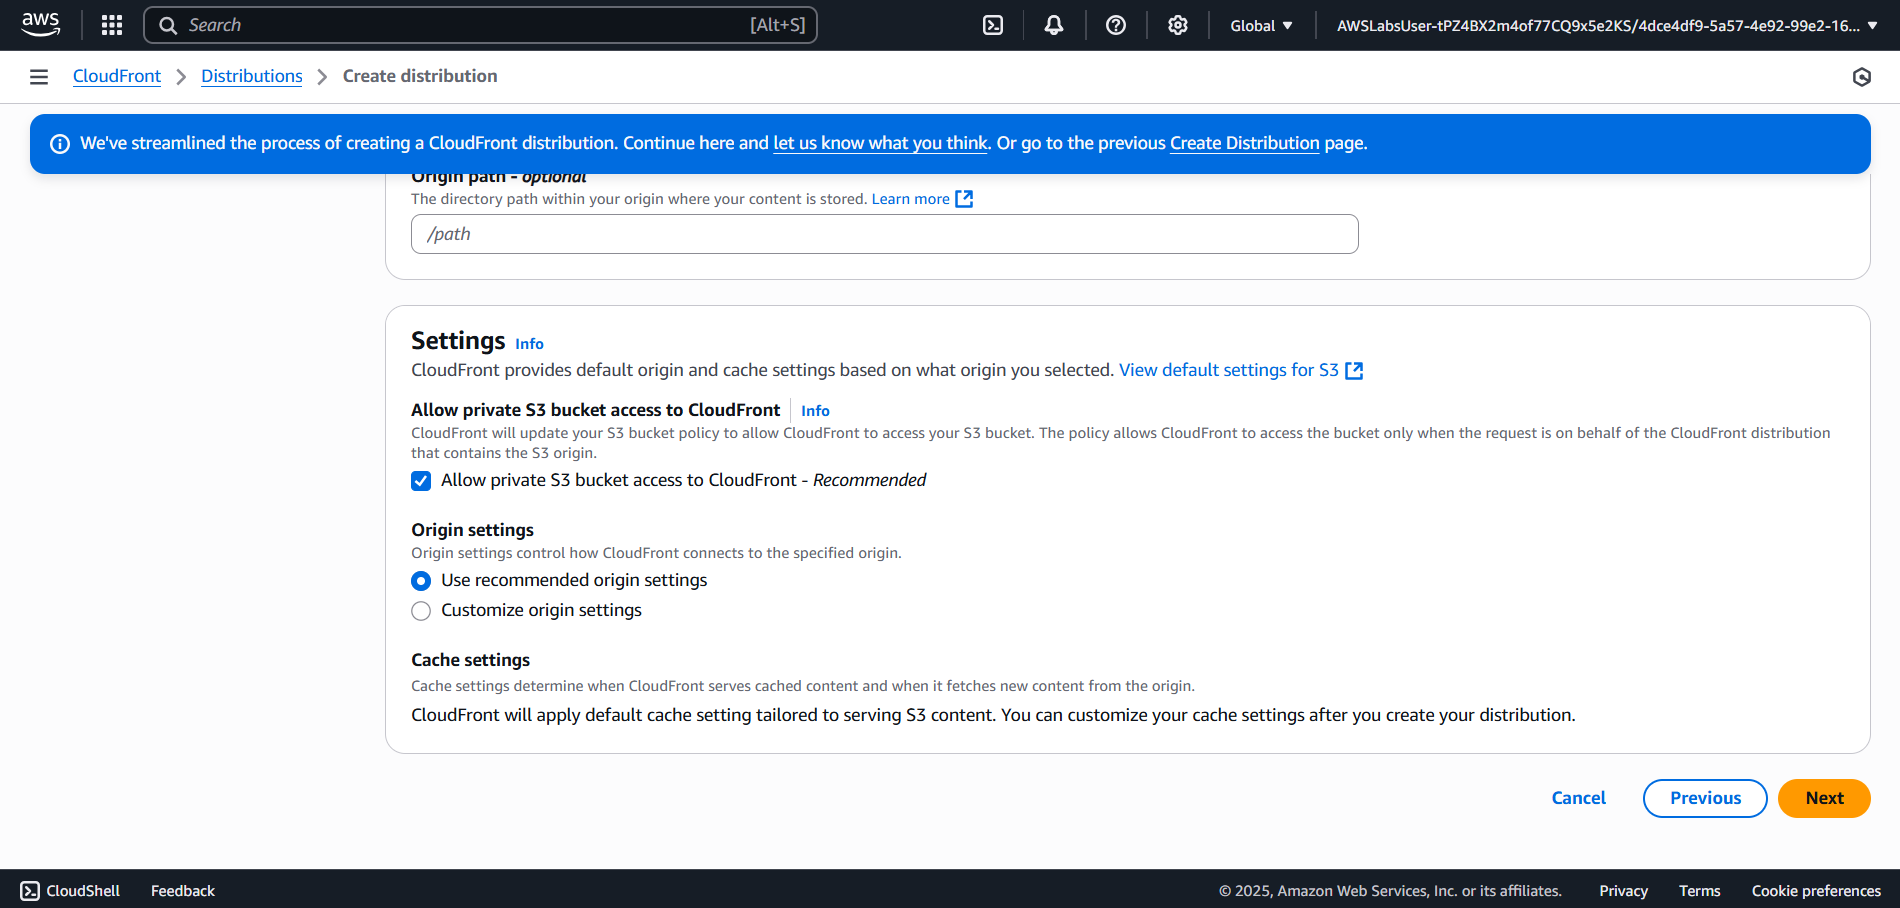 aws
Search
[Alt+S]
Global
AWSLabsUser-tPZ4BX2m4of77CQ9x5e2KS/4dce4df9-5a57-4e92-99e2-16...
CloudFront
Distributions
Create distribution
We've streamlined the process of creating a CloudFront distribution. Continue here and let us know what you think. Or go to the previous Create Distribution page.
Origin path - optional
The directory path within your origin where your content is stored. Learn more
/path
Settings Info
CloudFront provides default origin and cache settings based on what origin you selected. View default settings for S3
Allow private S3 bucket access to CloudFront Info
CloudFront will update your S3 bucket policy to allow CloudFront to access your S3 bucket. The policy allows CloudFront to access the bucket only when the request is on behalf of the CloudFront distribution
that contains the S3 origin.
Allow private S3 bucket access to CloudFront - Recommended
Origin settings
Origin settings control how CloudFront connects to the specified origin.
Use recommended origin settings
Customize origin settings
Cache settings
Cache settings determine when CloudFront serves cached content and when it fetches new content from the origin.
CloudFront will apply default cache setting tailored to serving S3 content. You can customize your cache settings after you create your distribution.
Cancel
Previous
Next
CloudShell
Feedback
© 2025, Amazon Web Services, Inc. or its affiliates.
Privacy
Terms
Cookie preferences